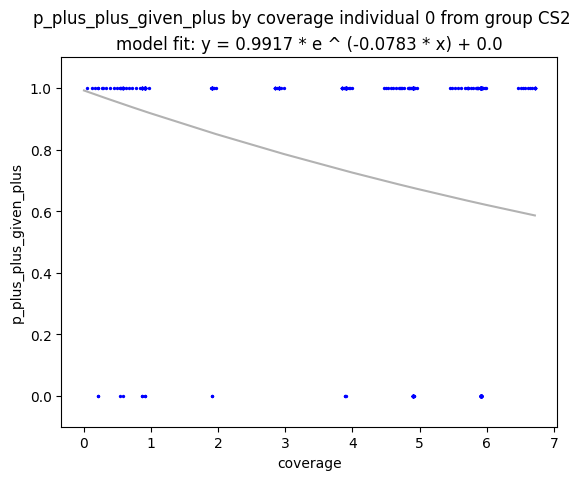 p_plus_plus_given_plus by coverage individual 0 from group CS2
model fit: y = 0.9917 * e ^ (-0.0783 * x) + 0.0
p_plus_plus_given_plus
1.0
0.8
0.6
0.4
0.2
0.0
0 1 2 3 4 5 6 7
coverage